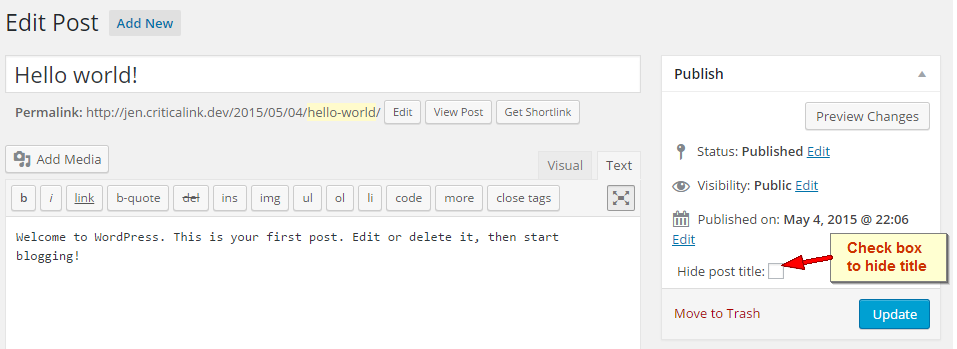 Edit Post Add New
Hello world!
Permalink: http://jen.criticalink.dev/2015/05/04/hello-world/ Edit View Post Get Shortlink
Add Media
Visual Text
b i link b-quote del ins img ul ol li code more close tags
Welcome to WordPress. This is your first post. Edit or delete it, then start
blogging!
Publish
Preview Changes
Status: Published Edit
Visibility: Public Edit
Published on: May 4, 2015 @ 22:06
Edit
Hide post title:
Check box
to hide title
Move to Trash Update